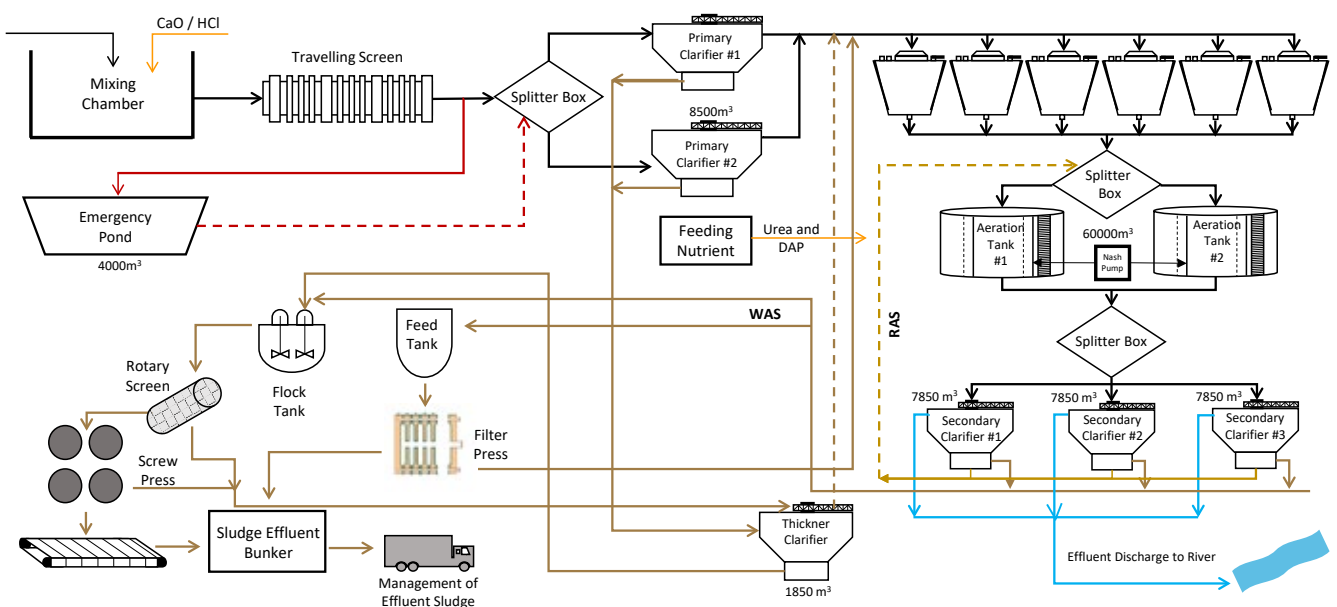 CaO / HCl
Mixing
Chamber
Travelling Screen
Splitter Box
Primary
Clarifier #1
8500m³
Primary
Clarifier #2
Emergency
Pond
4000m³
Feeding
Nutrient
Urea and
DAP
Splitter
Box
Aeration
Tank
#1
60000m³
Nash
Pump
Aeration
Tank
#2
Splitter Box
RAS
WAS
Feed
Tank
Flock
Tank
Rotary
Screen
Screw
Press
Filter
Press
7850 m³
Secondary
Clarifier #1
7850 m³
Secondary
Clarifier #2
7850 m³
Secondary
Clarifier #3
Sludge Effluent
Bunker
Management of
Effluent Sludge
Thickner
Clarifier
1850 m³
Effluent Discharge to River